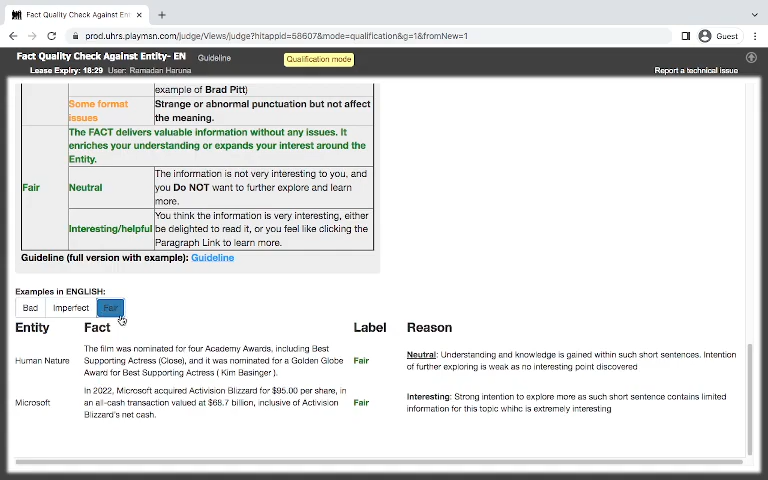 Fact Quality Check Against Enti
prod.uhrs.playmsn.com/judge/Views/judge?hitappid=58607&mode=qualification&g=1&fromNew=1
Guest
Fact Quality Check Against Entity- EN
Guideline
Qualification mode
Lease Expiry: 18:29 User: Ramadan Haruna
Report a technical issue
example of Brad Pitt)
Some format issues
Strange or abnormal punctuation but not affect
the meaning.
The FACT delivers valuable information without any issues. It
enriches your understanding or expands your interest around the
Entity.
Fair
Neutral
The information is not very interesting to you, and
you Do NOT want to further explore and learn
more.
Interesting/helpful
You think the information is very interesting, either
be delighted to read it, or you feel like clicking the
Paragraph Link to learn more.
Guideline (full version with example): Guideline
Examples in ENGLISH:
Bad Imperfect Fair
Entity Fact Label Reason
Human Nature
The film was nominated for four Academy Awards, including Best
Supporting Actress (Close), and it was nominated for a Golden Globe
Award for Best Supporting Actress ( Kim Basinger ).
Fair
Neutral: Understanding and knowledge is gained within such short sentences. Intention
of further exploring is weak as no interesting point discovered
Microsoft
In 2022, Microsoft acquired Activision Blizzard for $95.00 per share, in
an all-cash transaction valued at $68.7 billion, inclusive of Activision
Blizzard's net cash.
Fair
Interesting: Strong intention to explore more as such short sentence contains limited
information for this topic whihc is extremely interesting